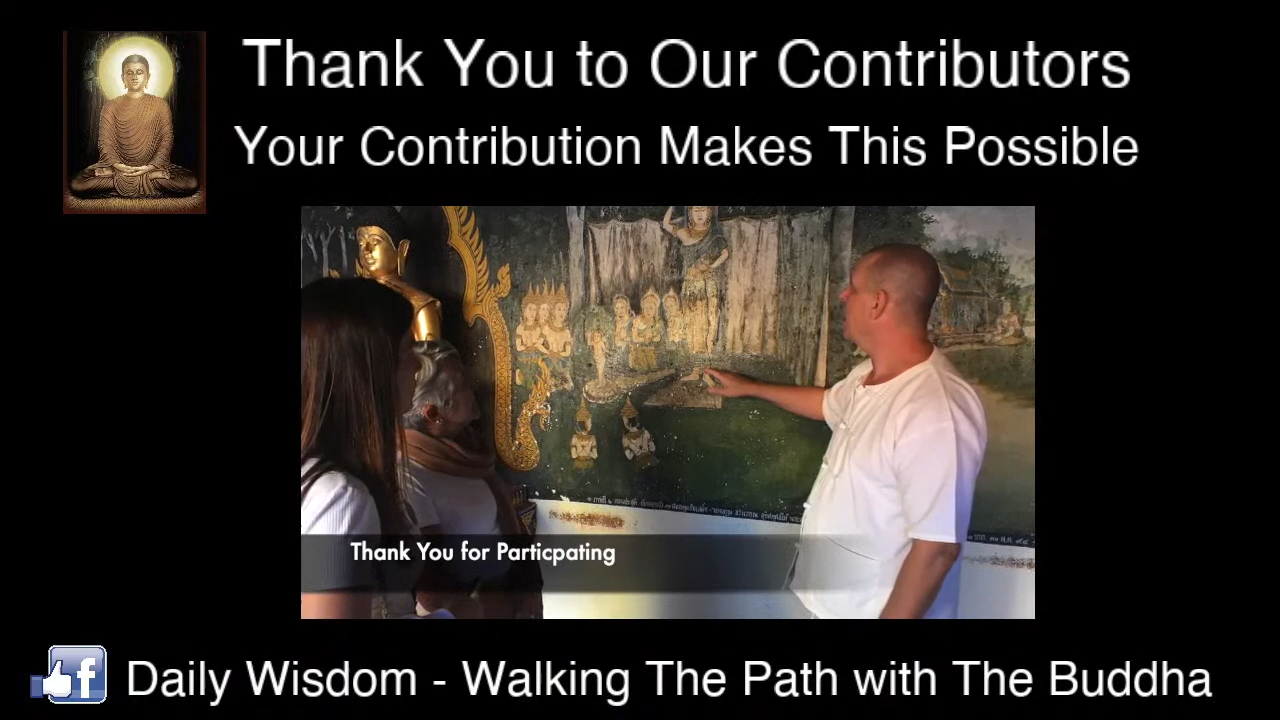 Thank You to Our Contributors
Your Contribution Makes This Possible
Thank You for Particpating
f Daily Wisdom - Walking The Path with The Buddha